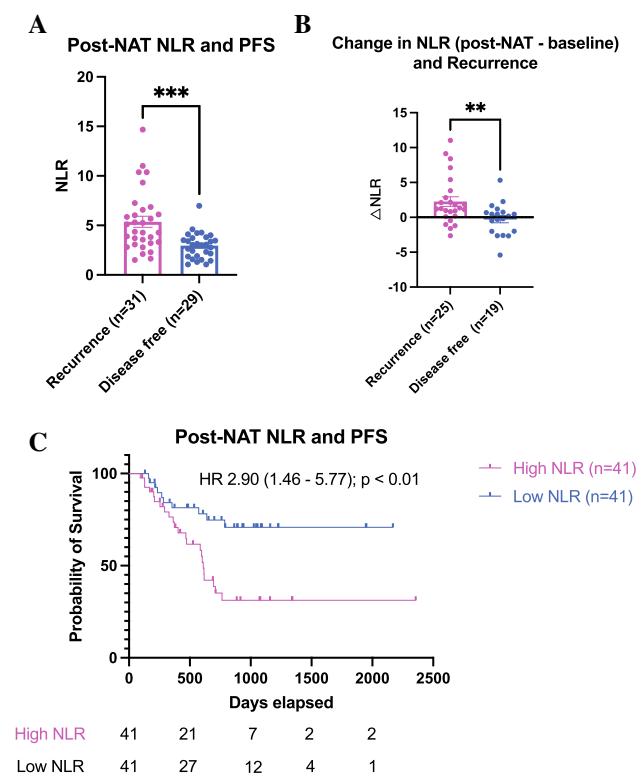 A
Post-NAT NLR and PFS
NLR
15
10
5
0
***
Recurrence (n=31)
Disease free (n=29)
B
Change in NLR (post-NAT - baseline)
and Recurrence
△NLR
15
10
5
0
-5
-10
**
Recurrence (n=25)
Disease free (n=19)
C
Post-NAT NLR and PFS
HR 2.90 (1.46 - 5.77); p < 0.01
High NLR (n=41)
Low NLR (n=41)
Probability of Survival
100
50
0
0 500 1000 1500 2000 2500
Days elapsed
High NLR 41 21 7 2 2
Low NLR 41 27 12 4 1